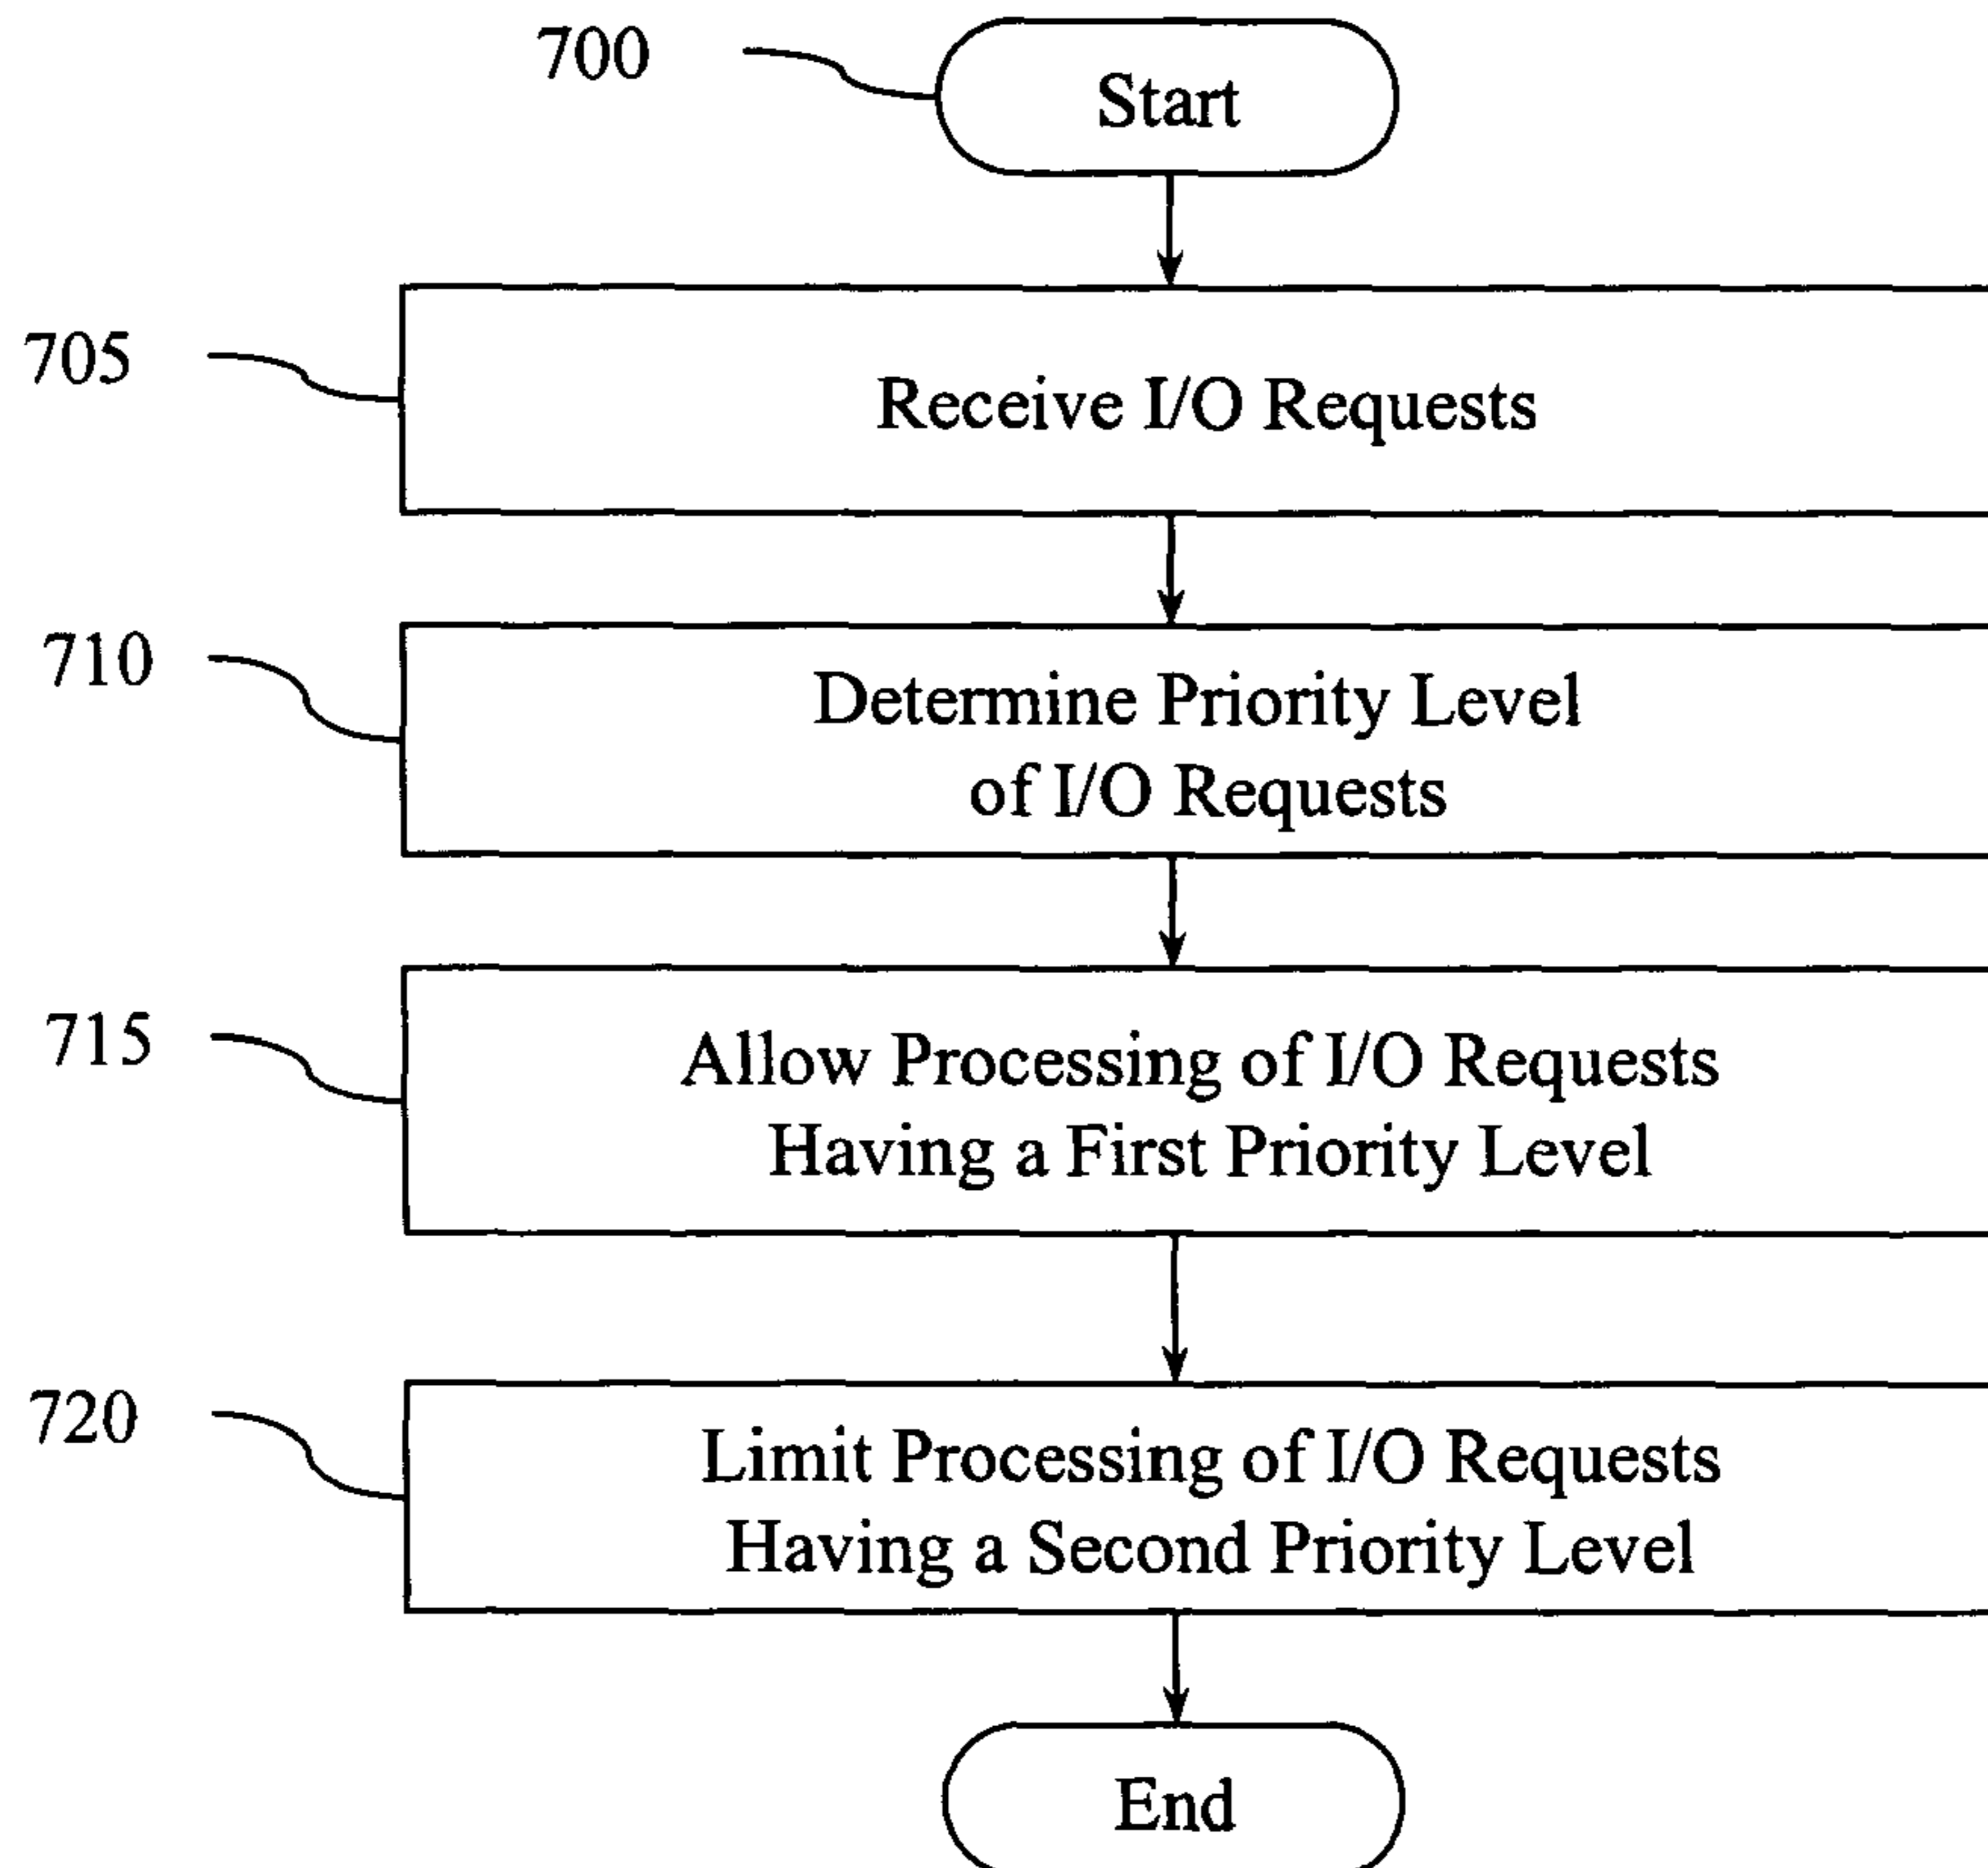 700
Start
705
Receive I/O Requests
710
Determine Priority Level
of I/O Requests
715
Allow Processing of I/O Requests
Having a First Priority Level
720
Limit Processing of I/O Requests
Having a Second Priority Level
End